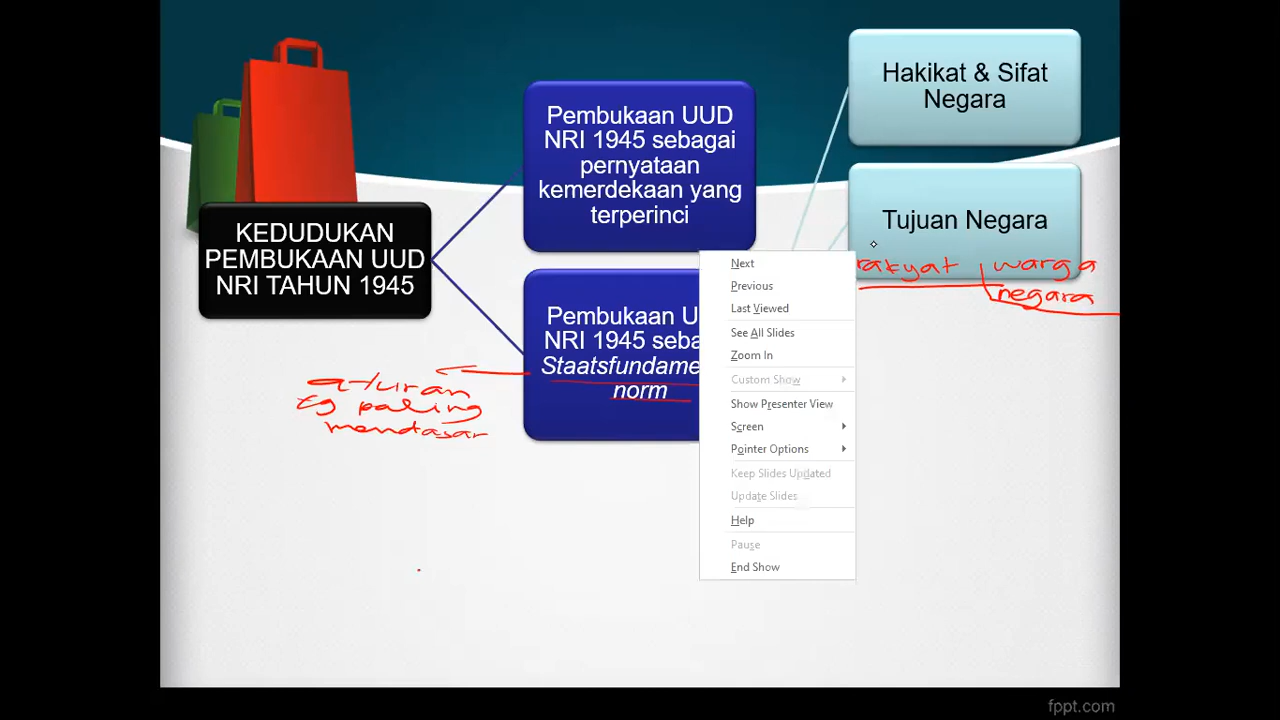 Hakikat & Sifat
Negara
Pembukaan UUD
NRI 1945 sebagai
pernyataan
kemerdekaan yang
terperinci
Tujuan Negara
KEDUDUKAN
PEMBUKAAN UUD
NRI TAHUN 1945
rakyat warga
negara
Pembukaan U
NRI 1945 seba
Staatsfundame
norm
aturan
yg paling
mendasar
Next
Previous
Last Viewed
See All Slides
Zoom In
Custom Show
Show Presenter View
Screen
Pointer Options
Keep Slides Updated
Update Slides
Help
Pause
End Show
fppt.com